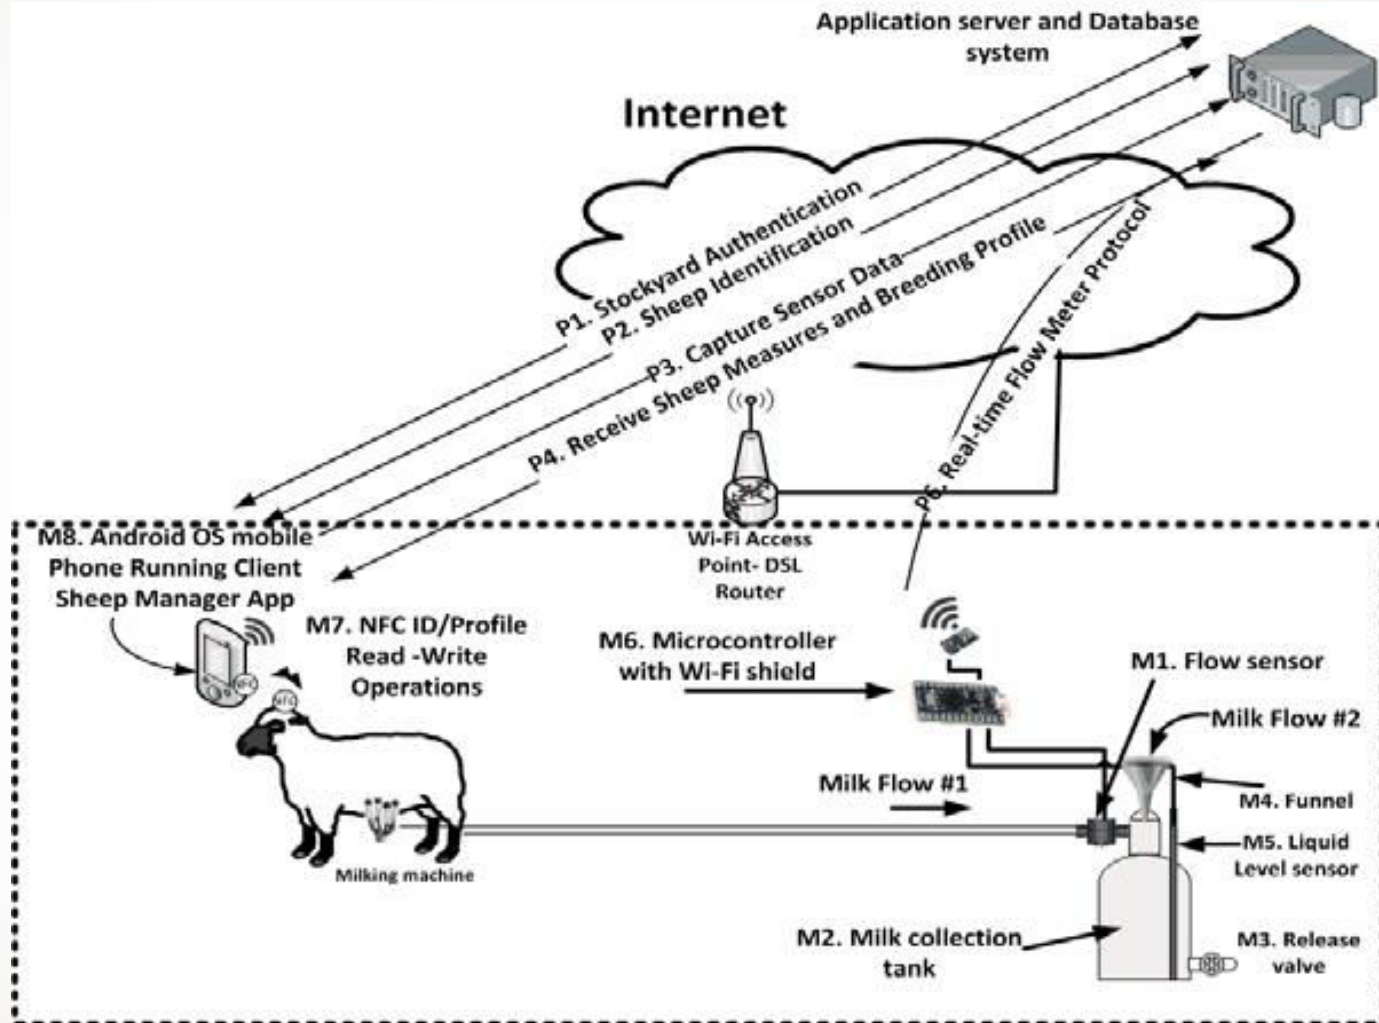 Application server and Database
system
Internet
P1. Stockyard Authentication
P2. Sheep Identification
P3. Capture Sensor Data
P4. Receive Sheep Measures and Breeding Profile
P6. Real-time Flow Meter Protocol
M8. Android OS mobile
Phone Running Client
Sheep Manager App
Wi-Fi Access
Point- DSL
Router
M7. NFC ID/Profile
Read -Write
Operations
M6. Microcontroller
with Wi-Fi shield
M1. Flow sensor
Milk Flow #2
Milk Flow #1
M4. Funnel
M5. Liquid
Level sensor
Milking machine
M2. Milk collection
tank
M3. Release
valve
NFC
NFC